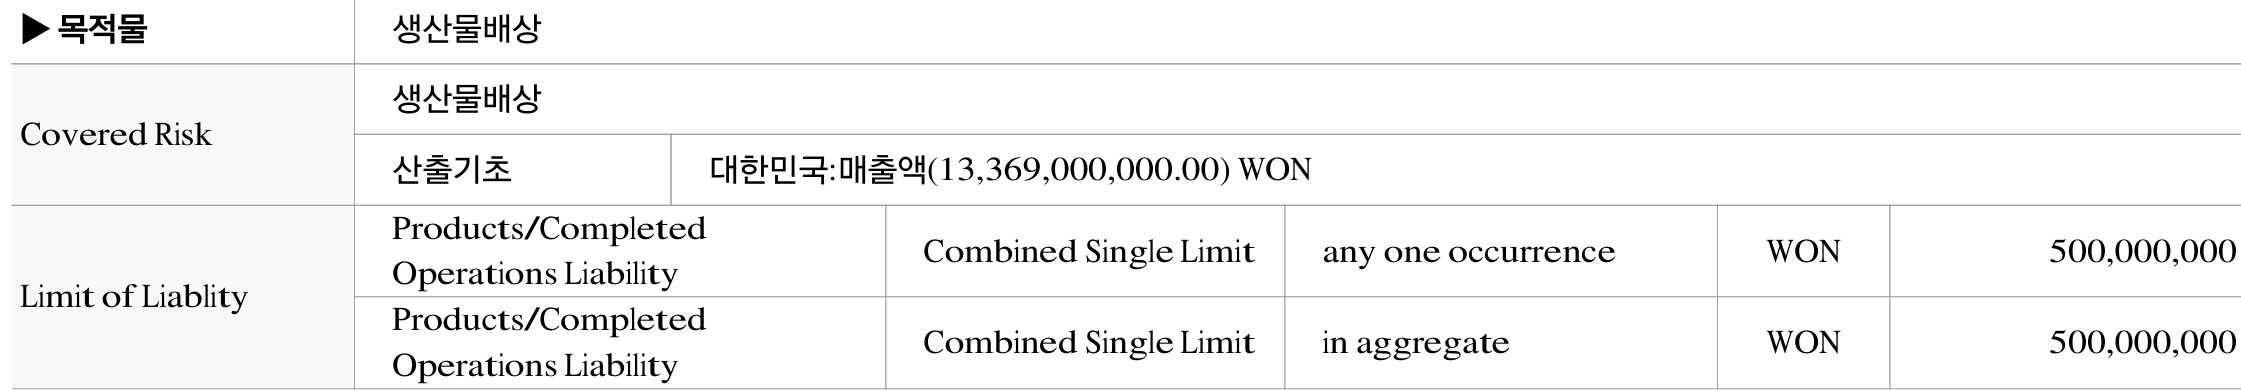 ▶ 목적물 생산물배상
생산물배상
Covered Risk
산출기초 대한민국:매출액(13,369,000,000.00) WON
Products/Completed
Operations Liability Combined Single Limit any one occurrence WON 500,000,000
Limit of Liablity
Products/Completed
Operations Liability Combined Single Limit in aggregate WON 500,000,000